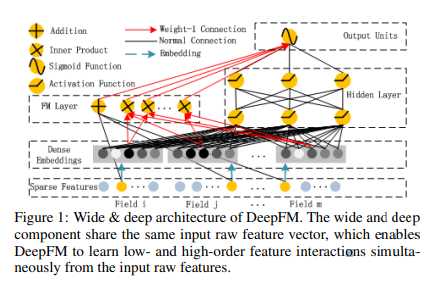 Addition
Inner Product
Sigmoid Function
Activation Function
Weight-1 Connection
Normal Connection
Embedding
Output Units
Hidden Layer
FM Layer
Dense
Embeddings
Sparse Features
Field i
Field j
...
Field m
Figure 1: Wide & deep architecture of DeepFM. The wide and deep
component share the same input raw feature vector, which enables
DeepFM to learn low- and high-order feature interactions simulta-
neously from the input raw features.